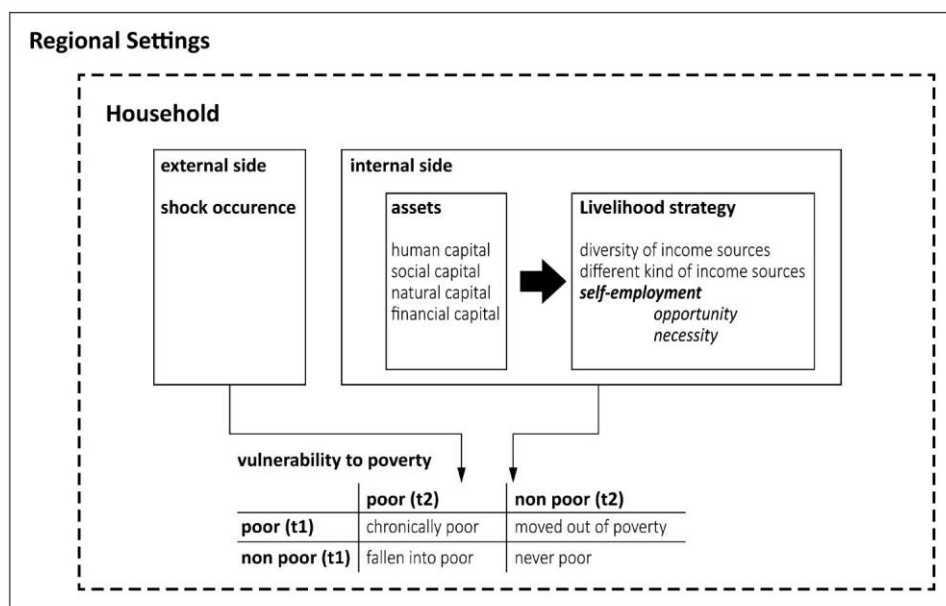 Regional Settings
Household
external side
shock occurence
internal side
assets
human capital
social capital
natural capital
financial capital
Livelihood strategy
diversity of income sources
different kind of income sources
self-employment
opportunity
necessity
vulnerability to poverty
poor (t2) non poor (t2)
poor (t1) chronically poor moved out of poverty
non poor (t1) fallen into poor never poor